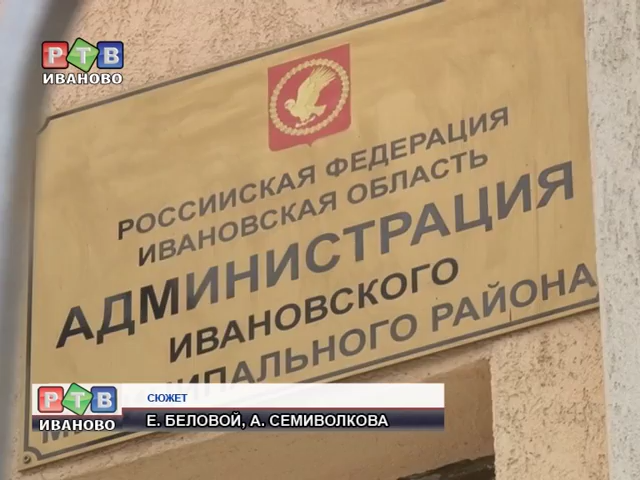 РТВ
ИВАНОВО
РОССИЙСКАЯ ФЕДЕРАЦИЯ
ИВАНОВСКАЯ ОБЛАСТЬ
АДМИНИСТРАЦИЯ
ИВАНОВСКОГО
РАЙОНА
РТВ
ИВАНОВО
СЮЖЕТ
Е. БЕЛОВОЙ, А. СЕМИВОЛКОВА